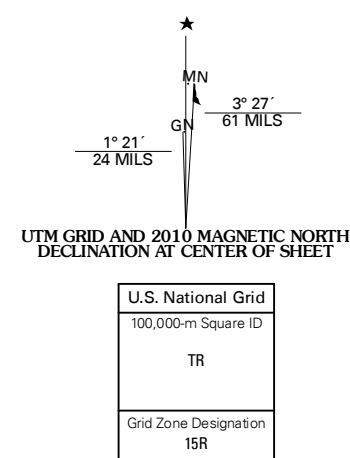 ★
MN
GN
3° 27´
61 MILS
1° 21´
24 MILS
UTM GRID AND 2010 MAGNETIC NORTH
DECLINATION AT CENTER OF SHEET
U.S. National Grid
100,000-m Square ID
TR
Grid Zone Designation
15R